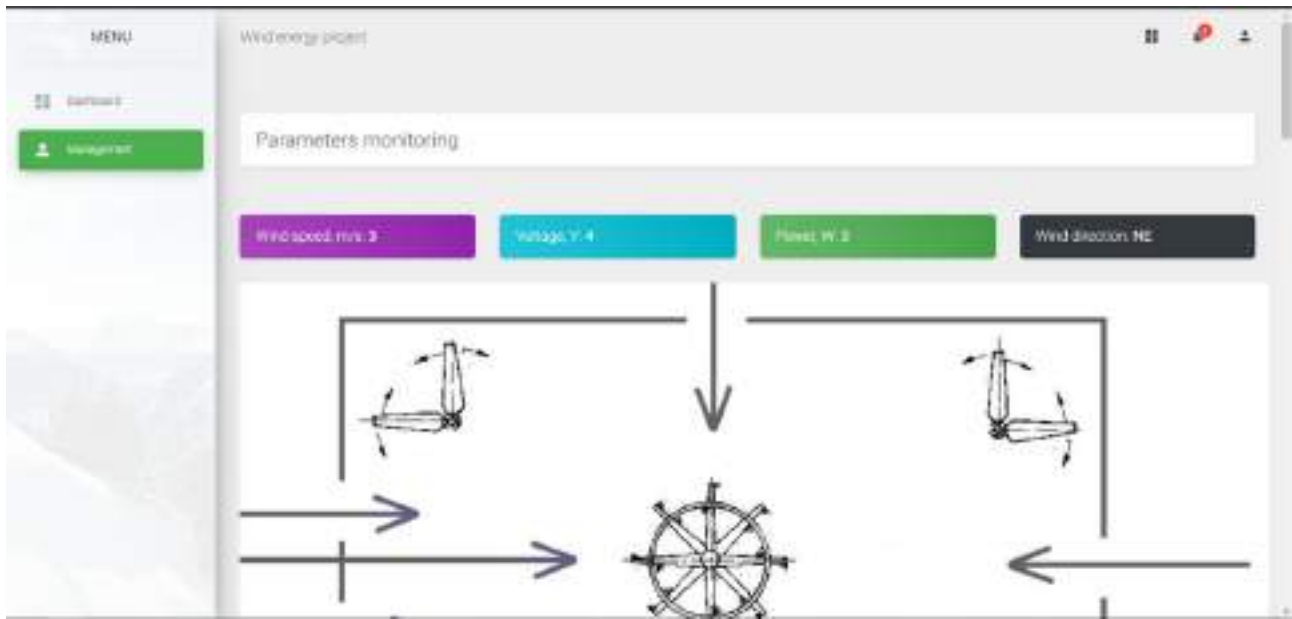 MENU
Wind energy project
Dashboard
Management
Parameters monitoring
Wind speed, m/s: 3
Voltage, V: 4
Power, W: 3
Wind direction: NE